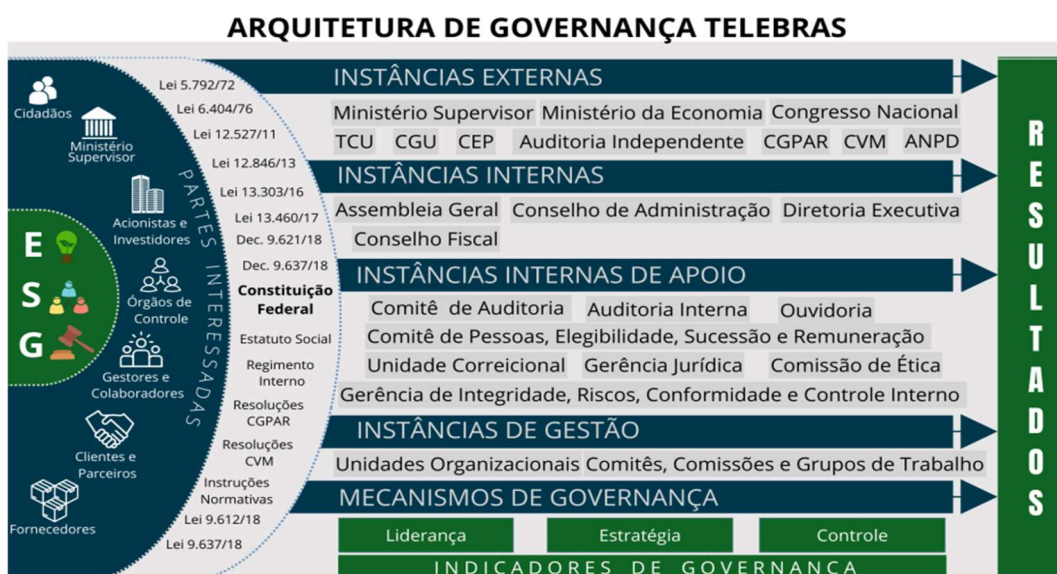 ARQUITETURA DE GOVERNANÇA TELEBRAS
E
S
G
Cidadãos
Ministério
Supervisor
Acionistas e
Investidores
Órgãos de
Controle
Gestores e
Colaboradores
Clientes e
Parceiros
Fornecedores
PARTES INTERESSADAS
Lei 5.792/72
Lei 6.404/76
Lei 12.527/11
Lei 12.846/13
Lei 13.303/16
Lei 13.460/17
Dec. 9.621/18
Dec. 9.637/18
Constituição
Federal
Estatuto Social
Regimento
Interno
Resoluções
CGPAR
Resoluções
CVM
Instruções
Normativas
Lei 9.612/18
Lei 9.637/18
INSTÂNCIAS EXTERNAS
Ministério Supervisor Ministério da Economia Congresso Nacional
TCU CGU CEP Auditoria Independente CGPAR CVM ANPD
INSTÂNCIAS INTERNAS
Assembleia Geral Conselho de Administração Diretoria Executiva
Conselho Fiscal
INSTÂNCIAS INTERNAS DE APOIO
Comitê de Auditoria Auditoria Interna Ouvidoria
Comitê de Pessoas, Elegibilidade, Sucessão e Remuneração
Unidade Correicional Gerência Jurídica Comissão de Ética
Gerência de Integridade, Riscos, Conformidade e Controle Interno
INSTÂNCIAS DE GESTÃO
Unidades Organizacionais Comitês, Comissões e Grupos de Trabalho
MECANISMOS DE GOVERNANÇA
Liderança Estratégia Controle
INDICADORES DE GOVERNANÇA
RESULTADOS